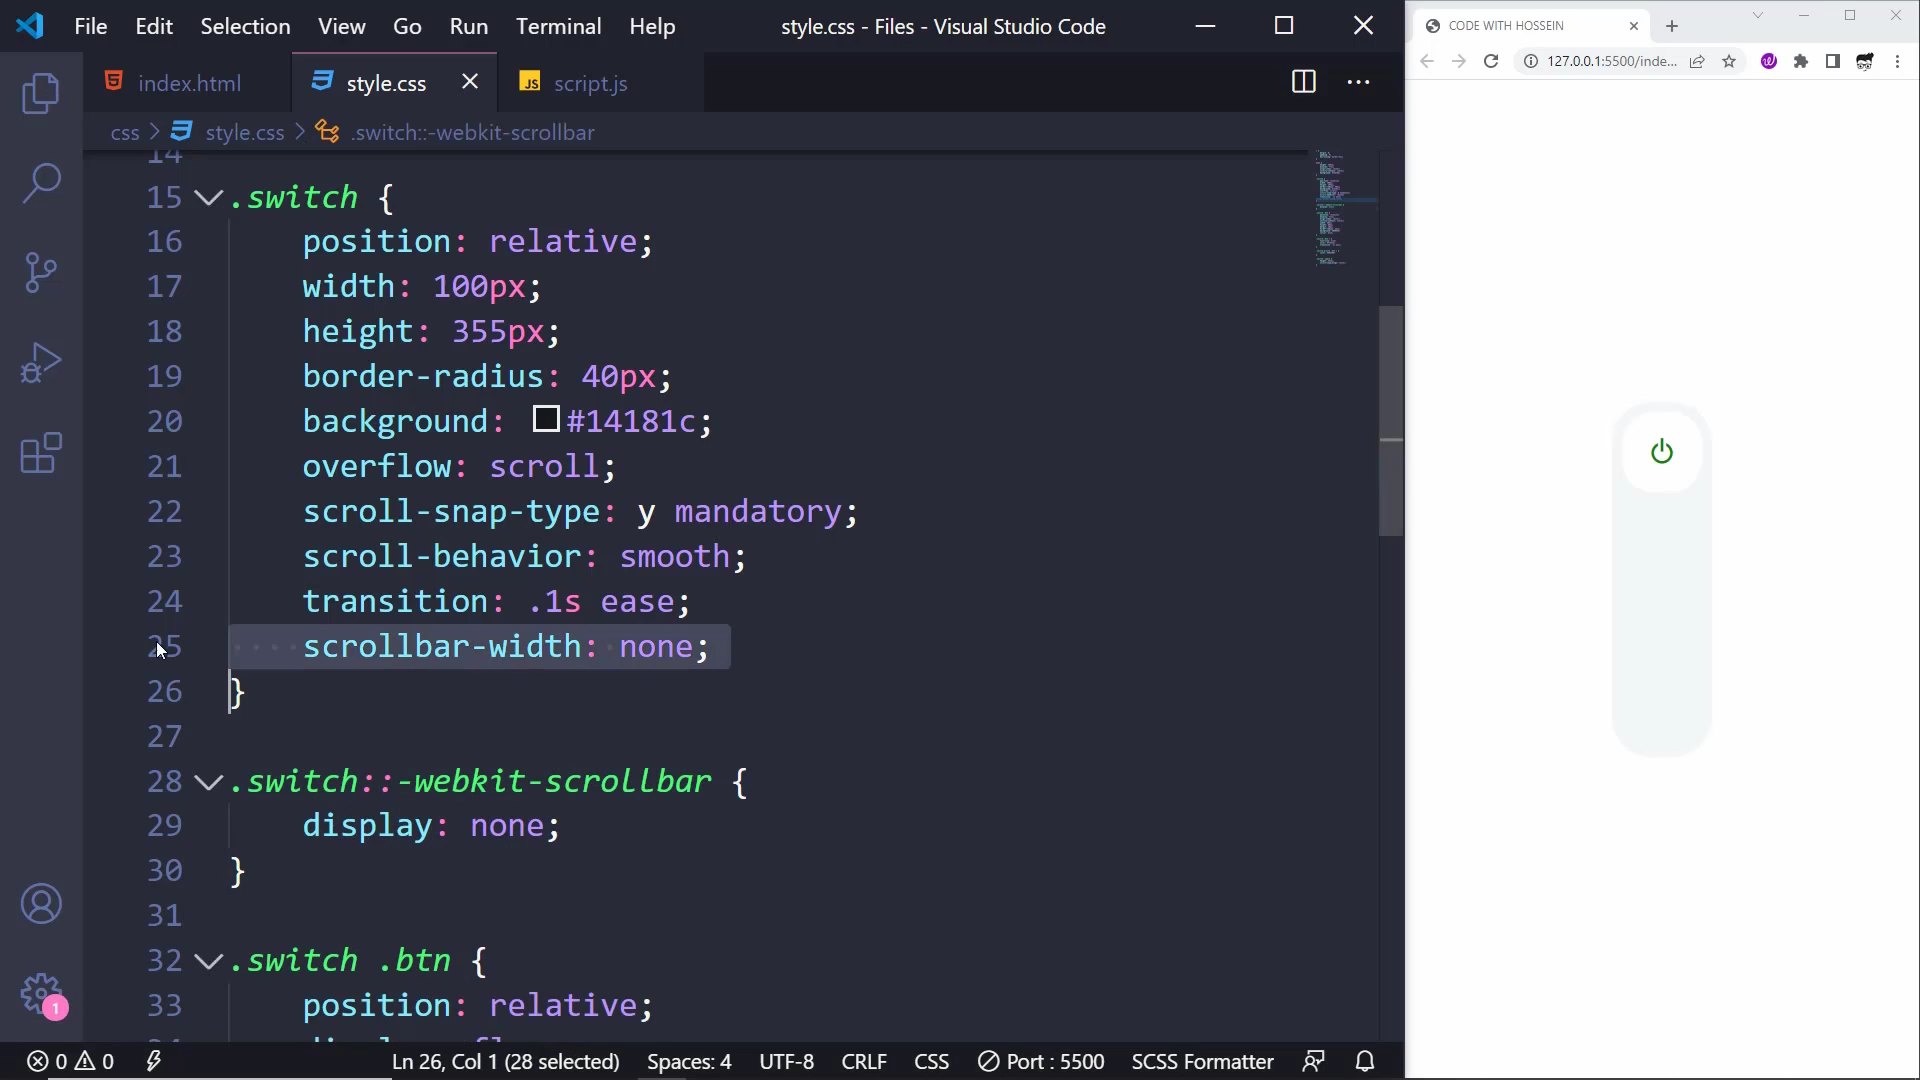 File Edit Selection View Go Run Terminal Help style.css - Files - Visual Studio Code
index.html style.css JS script.js
css > style.css > .switch::-webkit-scrollbar
14
15 .switch {
16 position: relative;
17 width: 100px;
18 height: 355px;
19 border-radius: 40px;
20 background: #14181c;
21 overflow: scroll;
22 scroll-snap-type: y mandatory;
23 scroll-behavior: smooth;
24 transition: .1s ease;
25 ···· scrollbar-width:·none;
26 }
27
28 .switch::-webkit-scrollbar {
29 display: none;
30 }
31
32 .switch .btn {
33 position: relative;
1
0 0 Ln 26, Col 1 (28 selected) Spaces: 4 UTF-8 CRLF CSS Port : 5500 SCSS Formatter
CODE WITH HOSSEIN
127.0.0.1:5500/inde...